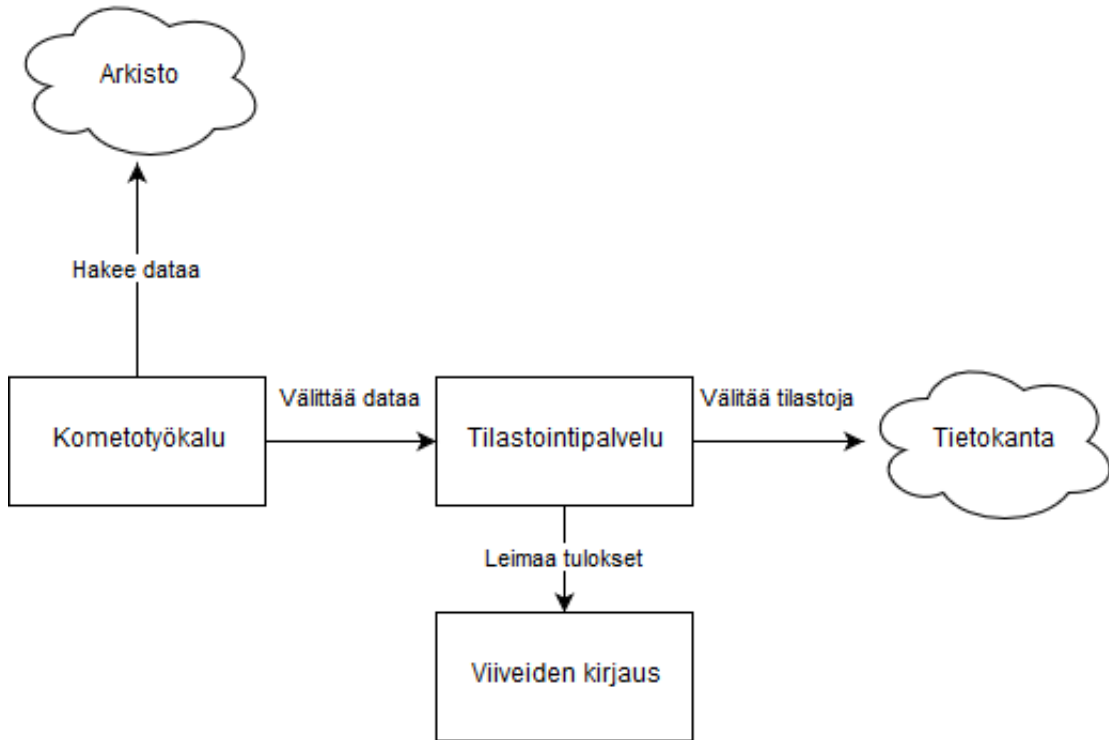 Arkisto
Hakee dataa
Kometotyökalu
Välittää dataa
Tilastointipalvelu
Välitää tilastoja
Tietokanta
Leimaa tulokset
Viiveiden kirjaus